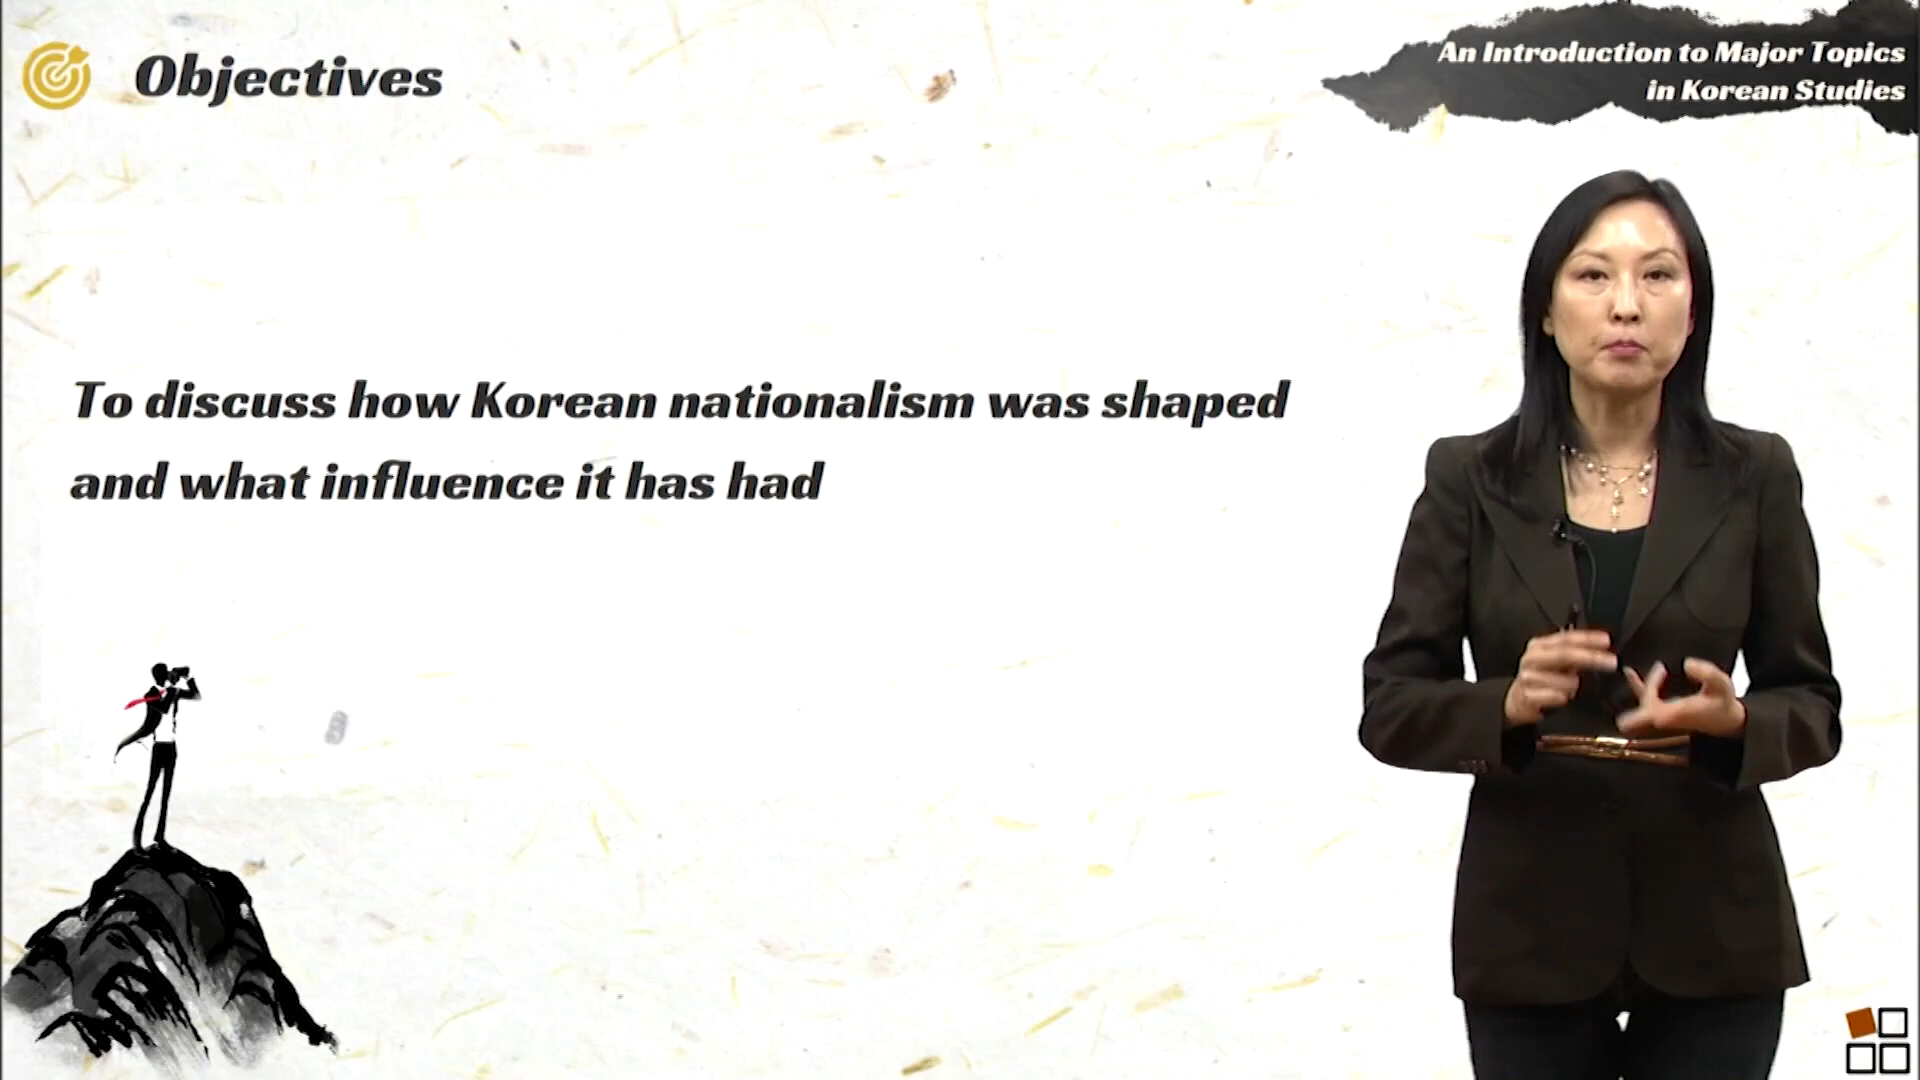 Objectives
An Introduction to Major Topics
in Korean Studies
To discuss how Korean nationalism was shaped
and what influence it has had